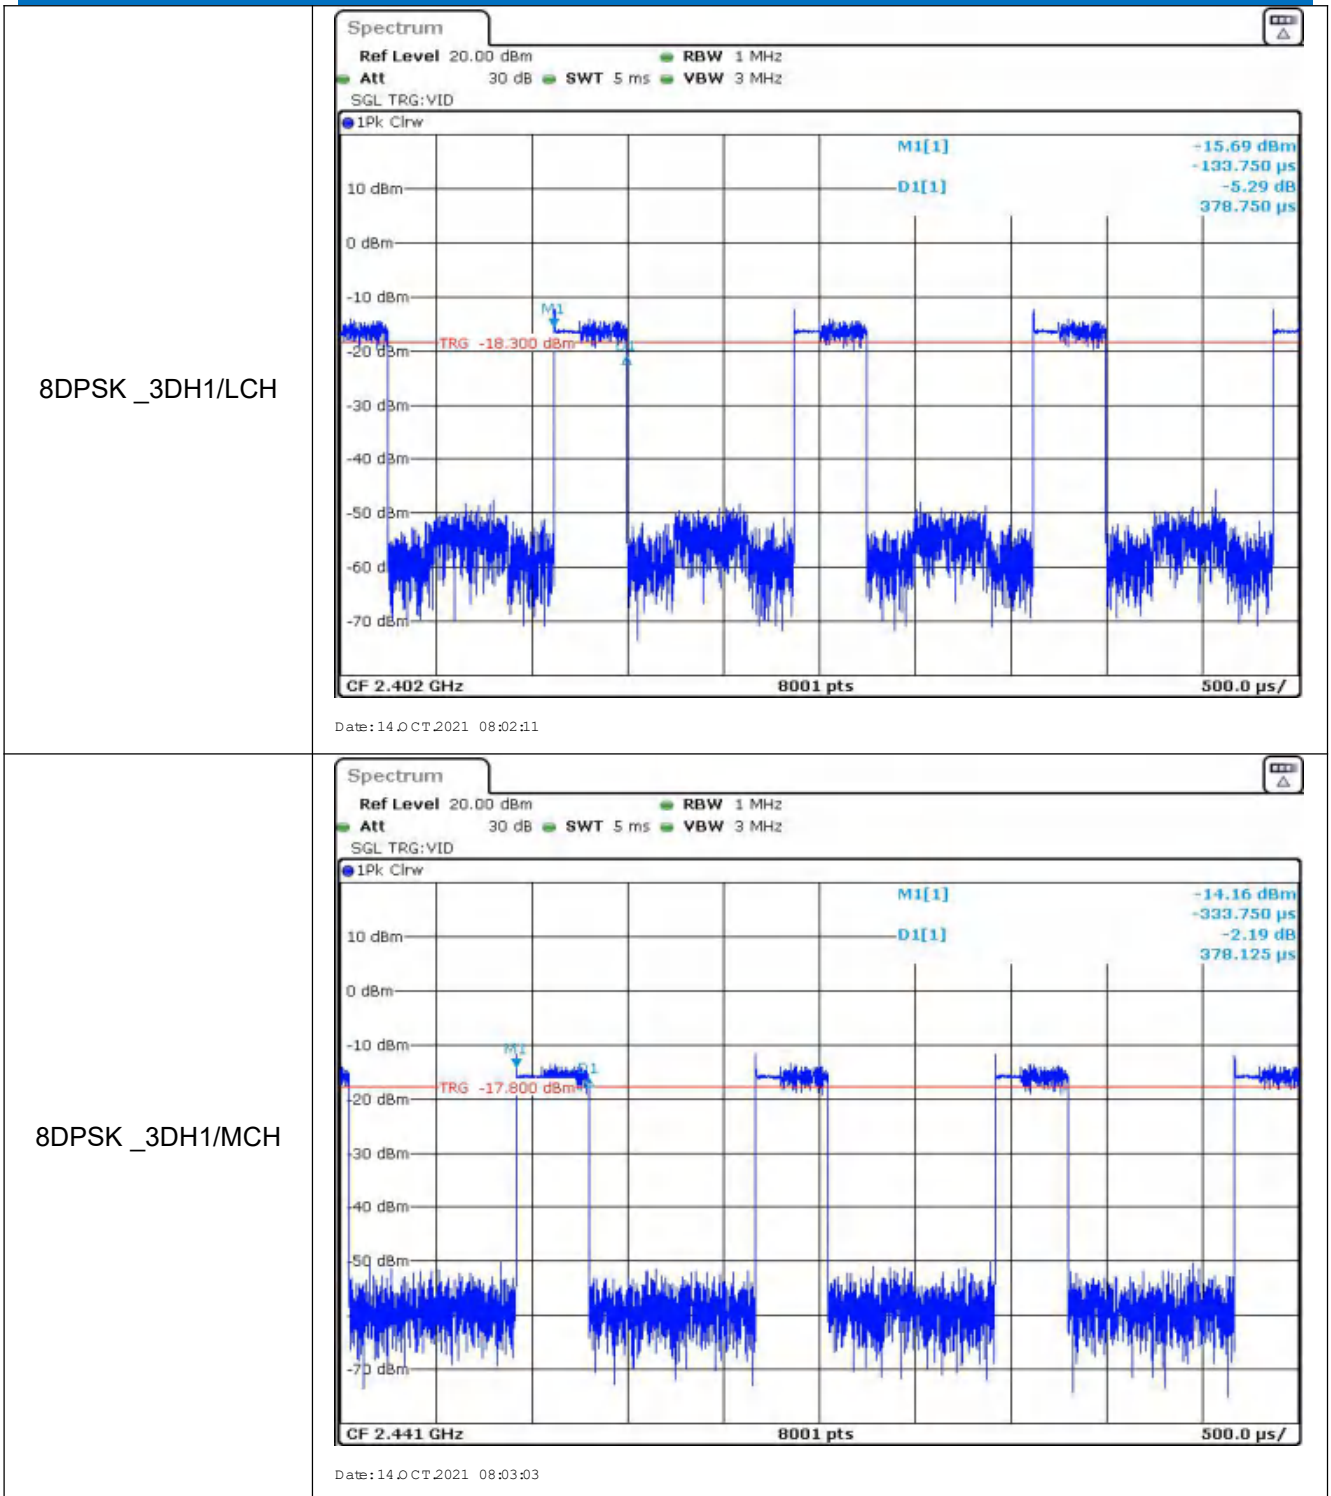 8DPSK _3DH1/LCH
Spectrum
Ref Level 20.00 dBm RBW 1 MHz
Att 30 dB SWT 5 ms VBW 3 MHz
SGL TRG:VID
1Pk Clrw
M1[1] -15.69 dBm
-133.750 µs
D1[1] -5.29 dB
378.750 µs
10 dBm
0 dBm
-10 dBm
M1
TRG -18.300 dBm
D1
-20 dBm
-30 dBm
-40 dBm
-50 dBm
-60 d
-70 dBm
CF 2.402 GHz 8001 pts 500.0 µs/
Date: 14.OCT.2021 08:02:11
8DPSK _3DH1/MCH
Spectrum
Ref Level 20.00 dBm RBW 1 MHz
Att 30 dB SWT 5 ms VBW 3 MHz
SGL TRG:VID
1Pk Clrw
M1[1] -14.16 dBm
-333.750 µs
D1[1] -2.19 dB
378.125 µs
10 dBm
0 dBm
-10 dBm
M1
D1
TRG -17.800 dBm
-20 dBm
-30 dBm
-40 dBm
-50 dBm
-70 dBm
CF 2.441 GHz 8001 pts 500.0 µs/
Date: 14.OCT.2021 08:03:03